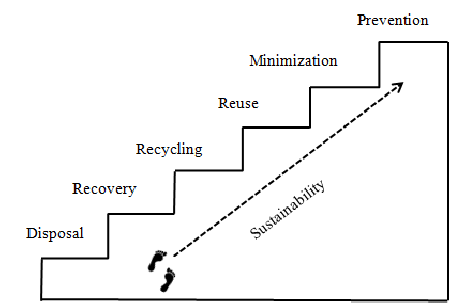 Prevention
Minimization
Reuse
Recycling
Recovery
Disposal
Sustainability